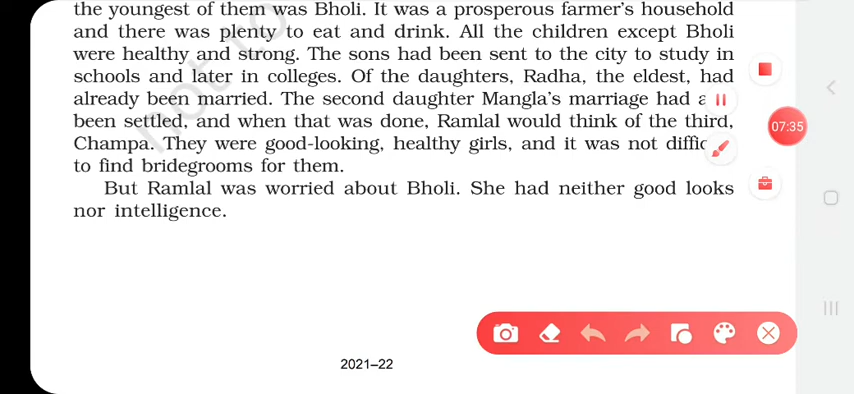 the youngest of them was Bholi. It was a prosperous farmer's household
and there was plenty to eat and drink. All the children except Bholi
were healthy and strong. The sons had been sent to the city to study in
schools and later in colleges. Of the daughters, Radha, the eldest, had
already been married. The second daughter Mangla's marriage had
been settled, and when that was done, Ramlal would think of the third,
Champa. They were good-looking, healthy girls, and it was not
to find bridegrooms for them.
But Ramlal was worried about Bholi. She had neither good looks
nor intelligence.
2021–22
07:35
not to